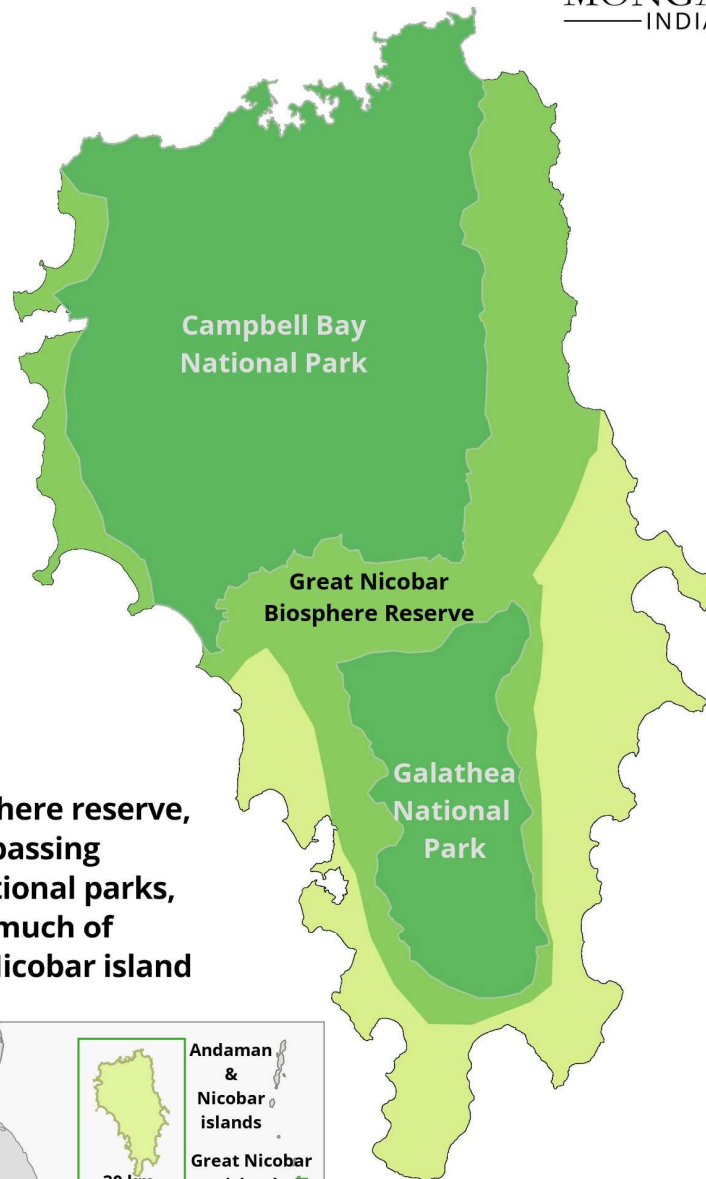 INDIA
Campbell Bay
National Park
Great Nicobar
Biosphere Reserve
Galathea
National
Park
here reserve,
passing
tional parks,
much of
licobar island
Andaman
&
Nicobar
islands
Great Nicobar